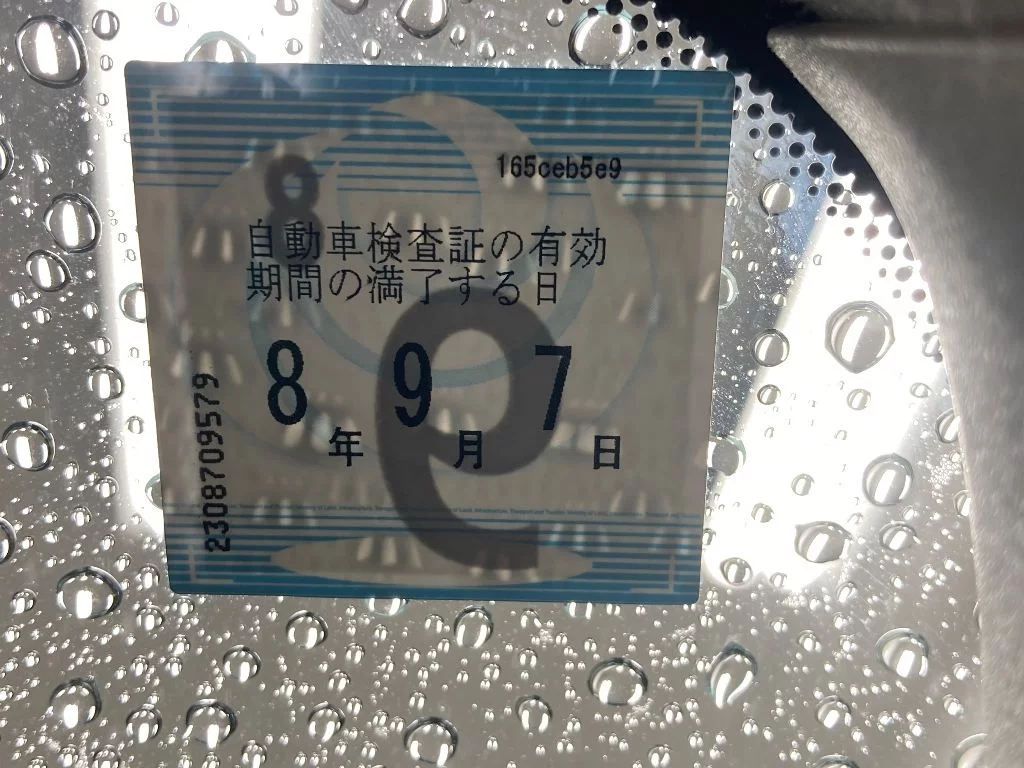 165ceb5e9
8
自動車検査証の有効
期間の満了する日
8年9月7日
9
2308709579